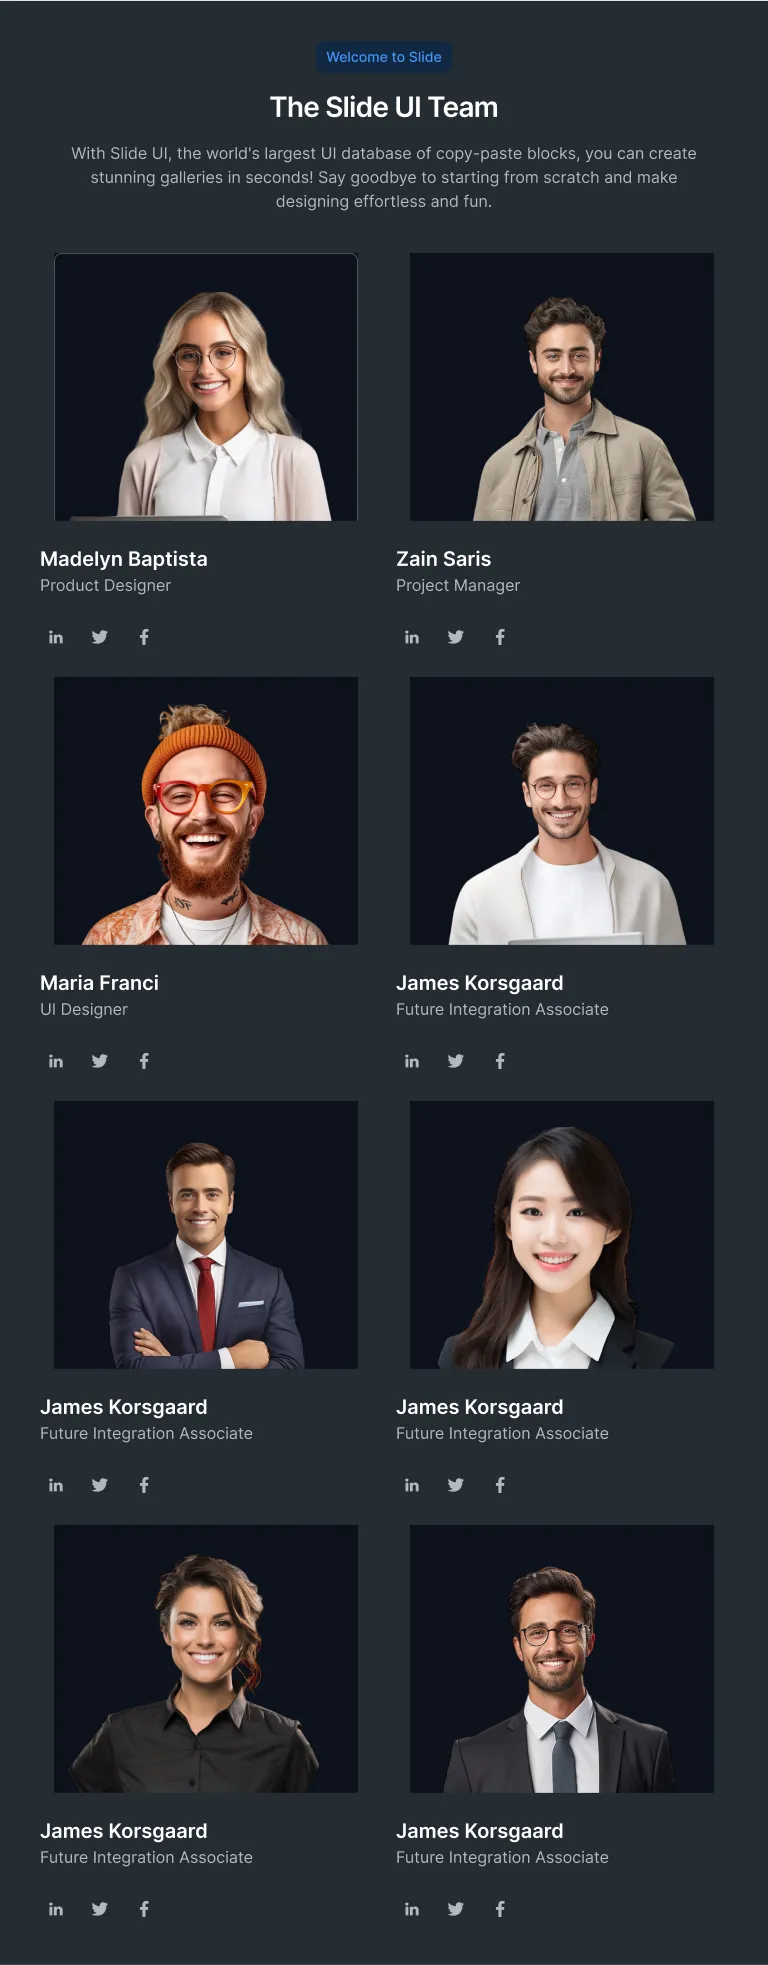 Welcome to Slide
The Slide UI Team
With Slide UI, the world's largest UI database of copy-paste blocks, you can create
stunning galleries in seconds! Say goodbye to starting from scratch and make
designing effortless and fun.
Madelyn Baptista
Product Designer
in
Zain Saris
Project Manager
in
Maria Franci
UI Designer
in
James Korsgaard
Future Integration Associate
in
James Korsgaard
Future Integration Associate
in
James Korsgaard
Future Integration Associate
in
James Korsgaard
Future Integration Associate
in
James Korsgaard
Future Integration Associate
in